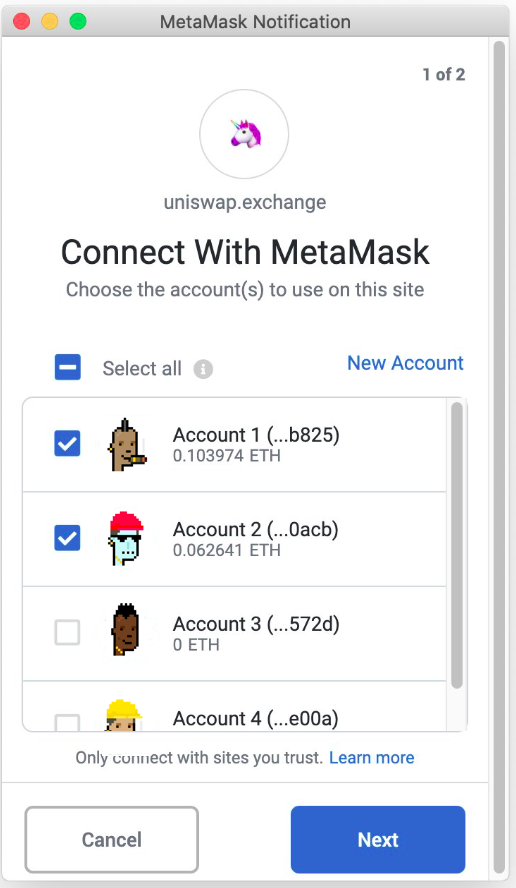 MetaMask Notification
1 of 2
uniswap.exchange
Connect With MetaMask
Choose the account(s) to use on this site
Select all
New Account
Account 1 (...b825)
0.103974 ETH
Account 2 (...0acb)
0.062641 ETH
Account 3 (...572d)
0 ETH
Account 4 (...e00a)
Only connect with sites you trust. Learn more
Cancel
Next